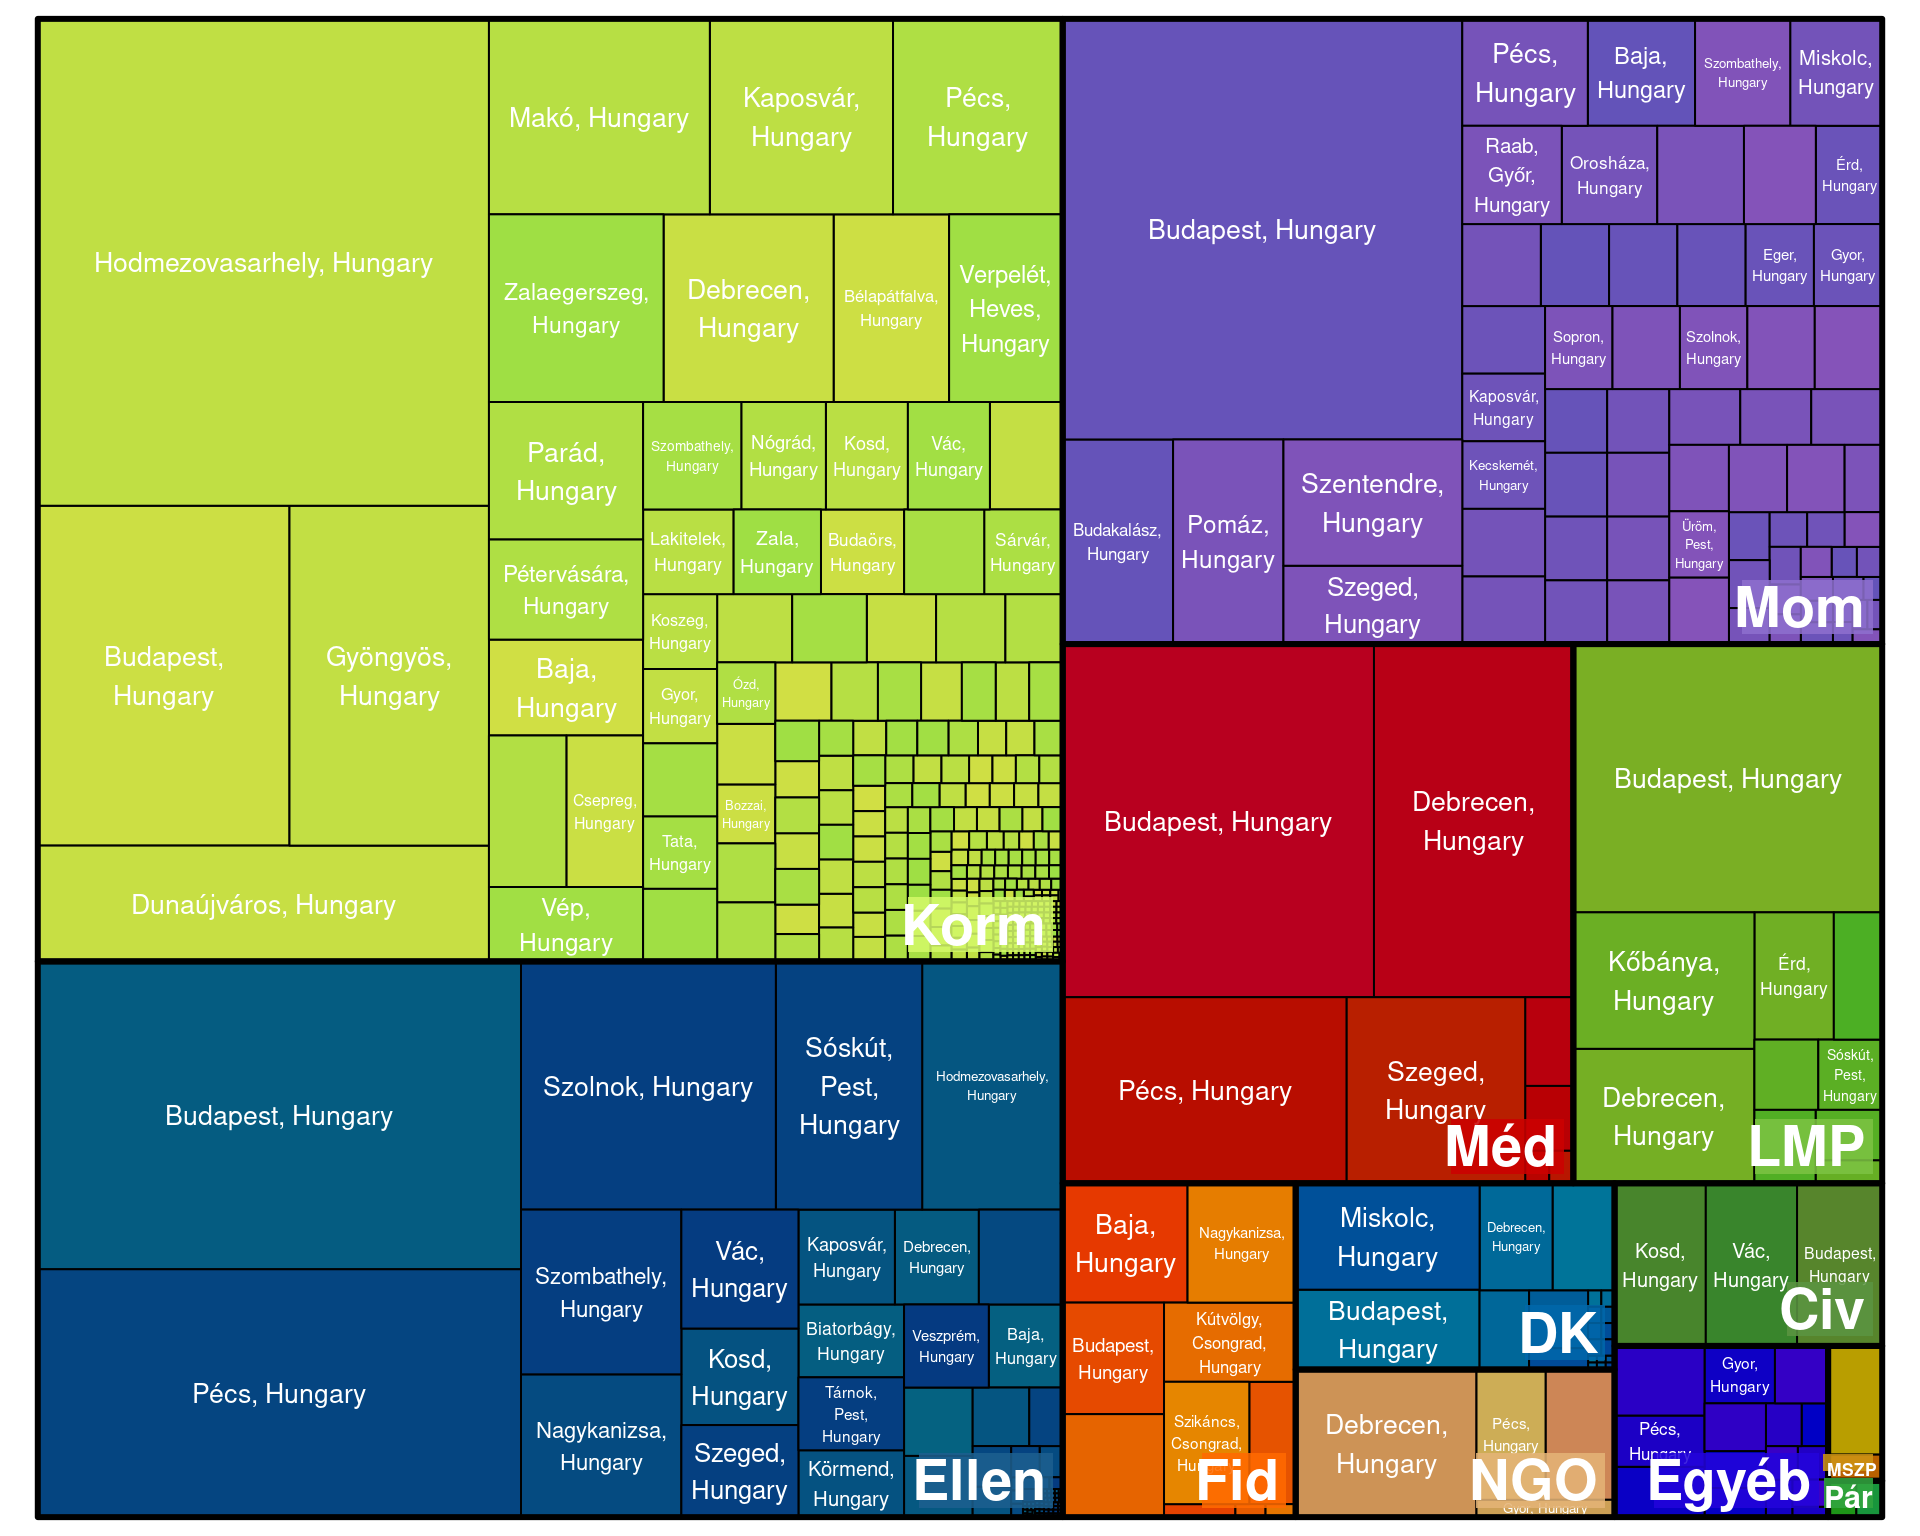 Hodmezovasarhely, Hungary
Makó, Hungary
Kaposvár,
Hungary
Pécs,
Hungary
Zalaegerszeg,
Hungary
Debrecen,
Hungary
Bélapátfalva,
Hungary
Verpelét,
Heves,
Hungary
Budapest,
Hungary
Gyöngyös,
Hungary
Dunaújváros, Hungary
Parád,
Hungary
Szombathely,
Hungary
Nógrád,
Hungary
Kosd,
Hungary
Vác,
Hungary
Lakitelek,
Hungary
Zala,
Hungary
Budaörs,
Hungary
Sárvár,
Hungary
Pétervására,
Hungary
Koszeg,
Hungary
Baja,
Hungary
Gyor,
Hungary
Ózd,
Hungary
Csepreg,
Hungary
Bozzai,
Hungary
Tata,
Hungary
Vép,
Hungary
Korm
Budapest, Hungary
Pécs,
Hungary
Baja,
Hungary
Szombathely,
Hungary
Miskolc,
Hungary
Raab,
Győr,
Hungary
Orosháza,
Hungary
Érd,
Hungary
Eger,
Hungary
Gyor,
Hungary
Sopron,
Hungary
Szolnok,
Hungary
Kaposvár,
Hungary
Kecskemét,
Hungary
Budakalász,
Hungary
Pomáz,
Hungary
Szentendre,
Hungary
Szeged,
Hungary
Üröm,
Pest,
Hungary
Mom
Budapest, Hungary
Pécs, Hungary
Szolnok, Hungary
Sóskút,
Pest,
Hungary
Hodmezovasarhely,
Hungary
Szombathely,
Hungary
Vác,
Hungary
Kaposvár,
Hungary
Debrecen,
Hungary
Nagykanizsa,
Hungary
Kosd,
Hungary
Biatorbágy,
Hungary
Veszprém,
Hungary
Baja,
Hungary
Tárnok,
Pest,
Hungary
Szeged,
Hungary
Körmend,
Hungary
Ellen
Budapest, Hungary
Debrecen,
Hungary
Pécs, Hungary
Szeged,
Hungary
Méd
Budapest, Hungary
Kőbánya,
Hungary
Érd,
Hungary
Debrecen,
Hungary
Sóskút,
Pest,
Hungary
LMP
Baja,
Hungary
Nagykanizsa,
Hungary
Budapest,
Hungary
Kútvölgy,
Csongrad,
Hungary
Szikáncs,
Csongrad,
Hungary
Fid
Miskolc,
Hungary
Debrecen,
Hungary
Budapest,
Hungary
DK
Debrecen,
Hungary
Pécs,
Hungary
Gyor, Hungary
NGO
Kosd,
Hungary
Vác,
Hungary
Budapest,
Hungary
Civ
Gyor,
Hungary
Pécs,
Hungary
Egyéb
MSZP
Pár